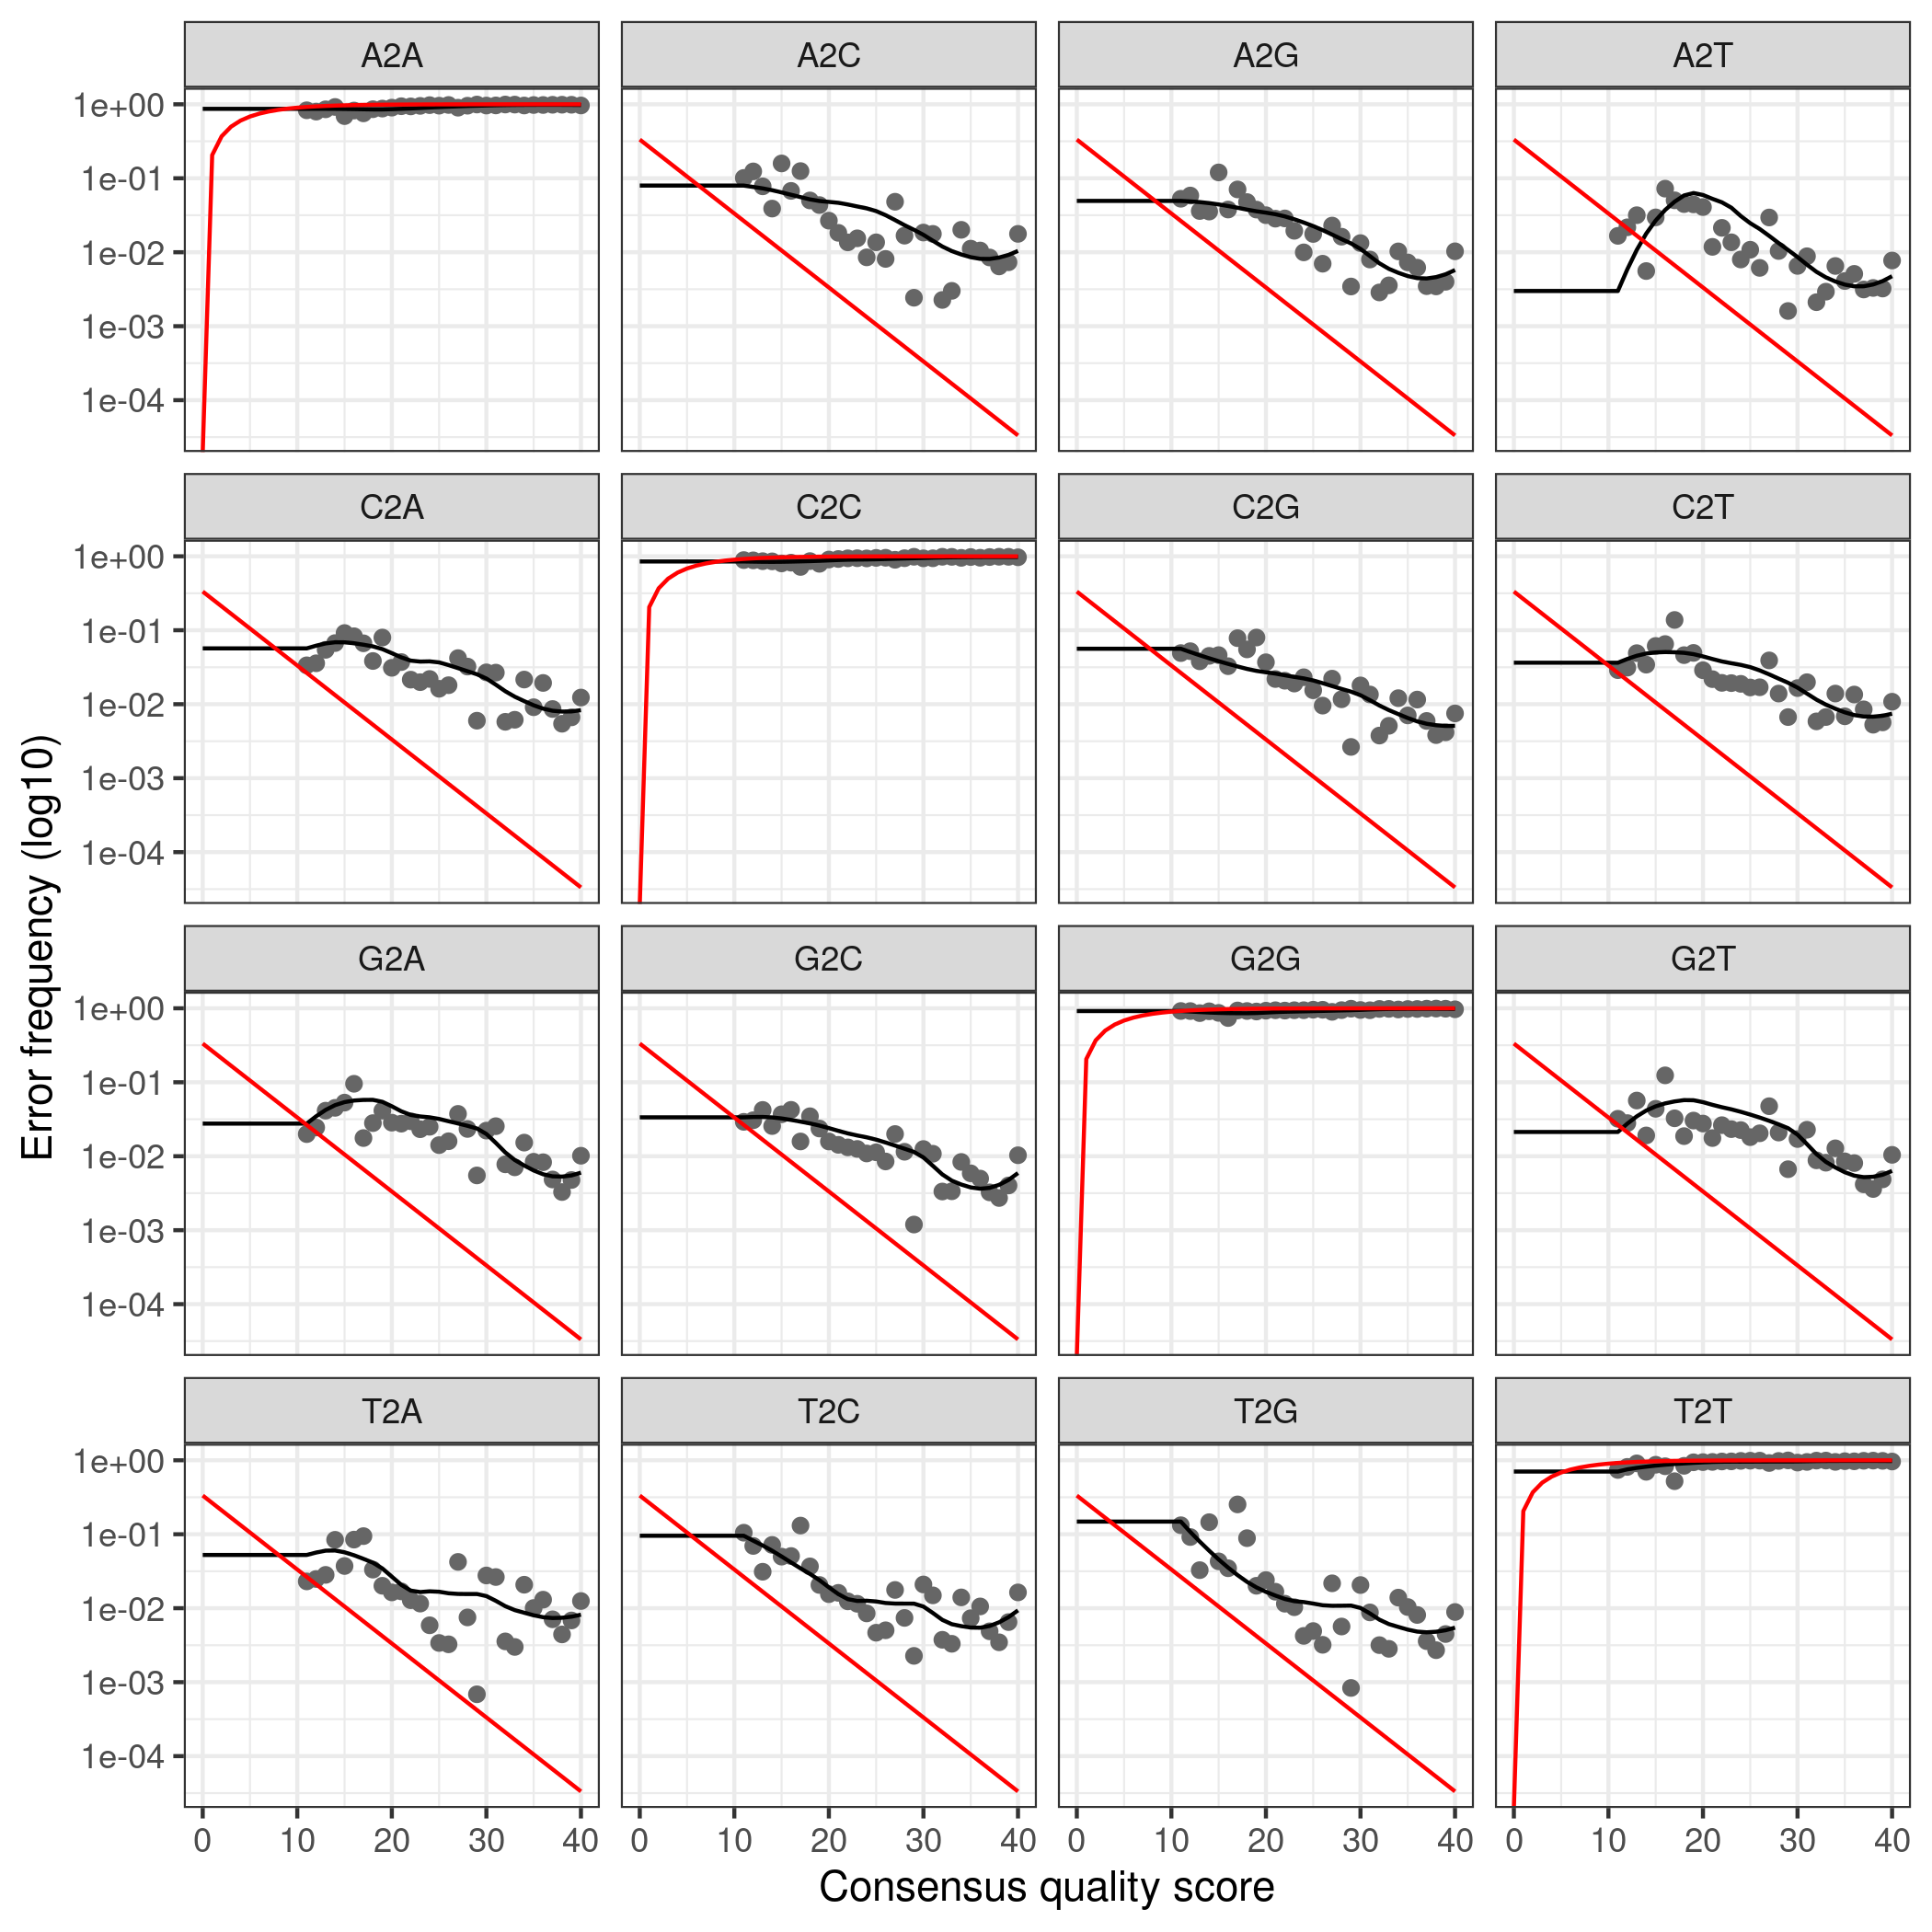 A2A A2C A2G A2T
1e+00
1e-01
1e-02
1e-03
1e-04
C2A C2C C2G C2T
1e+00
1e-01
1e-02
1e-03
1e-04
G2A G2C G2G G2T
1e+00
1e-01
1e-02
1e-03
1e-04
T2A T2C T2G T2T
1e+00
1e-01
1e-02
1e-03
1e-04
0 10 20 30 40 0 10 20 30 40 0 10 20 30 40 0 10 20 30 40
Consensus quality score
Error frequency (log10)